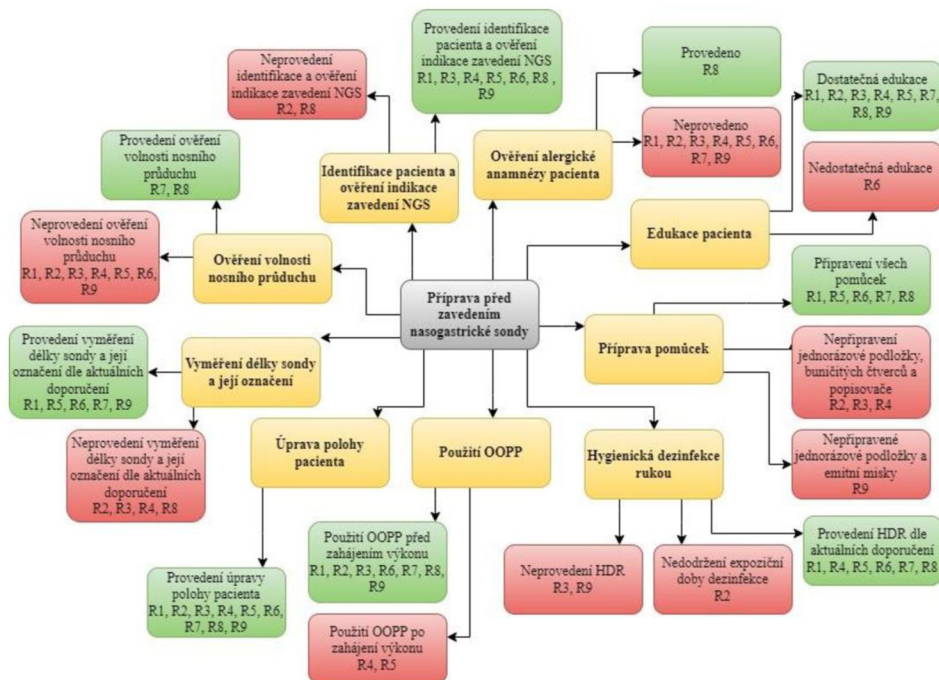 Provedení identifikace
pacienta a ověření
indikace zavedení NGS
R1, R3, R4, R5, R6, R8 ,
R9
Neprovedení
identifikace a ověření
indikace zavedení NGS
R2, R8
Provedeno
R8
Dostatečná edukace
R1, R2, R3, R4, R5, R7,
R8, R9
Provedení ověření
volnosti nosního
průduchu
R7, R8
Identifikace pacienta a
ověření indikace
zavedení NGS
Ověření alergické
anamnézy pacienta
Neprovedeno
R1, R2, R3, R4, R5, R6,
R7, R9
Nedostatečná edukace
R6
Neprovedení ověření
volnosti nosního
průduchu
R1, R2, R3, R4, R5, R6,
R9
Ověření volnosti
nosního průduchu
Edukace pacienta
Příprava před
zavedením
nasogastrické sondy
Připravení všech
pomůcek
R1, R5, R6, R7, R8
Provedení vyměření
délky sondy a její
označení dle aktuálních
doporučení
R1, R5, R6, R7, R9
Vyměření délky sondy
a její označení
Příprava pomůcek
Nepřipravení
jednorázové podložky,
buničitých čtverců a
popisovače
R2, R3, R4
Neprovedení vyměření
délky sondy a její
označení dle aktuálních
doporučení
R2, R3, R4, R8
Úprava polohy
pacienta
Použití OOPP
Hygienická dezinfekce
rukou
Nepřipravené
jednorázové podložky a
emitní misky
R9
Provedení úpravy
polohy pacienta
R1, R2, R3, R4, R5, R6,
R7, R8, R9
Použití OOPP před
zahájením výkonu
R1, R2, R3, R6, R7, R8,
R9
Použití OOPP po
zahájení výkonu
R4, R5
Neprovedení HDR
R3, R9
Nedodržení expoziční
doby dezinfekce
R2
Provedení HDR dle
aktuálních doporučení
R1, R4, R5, R6, R7, R8